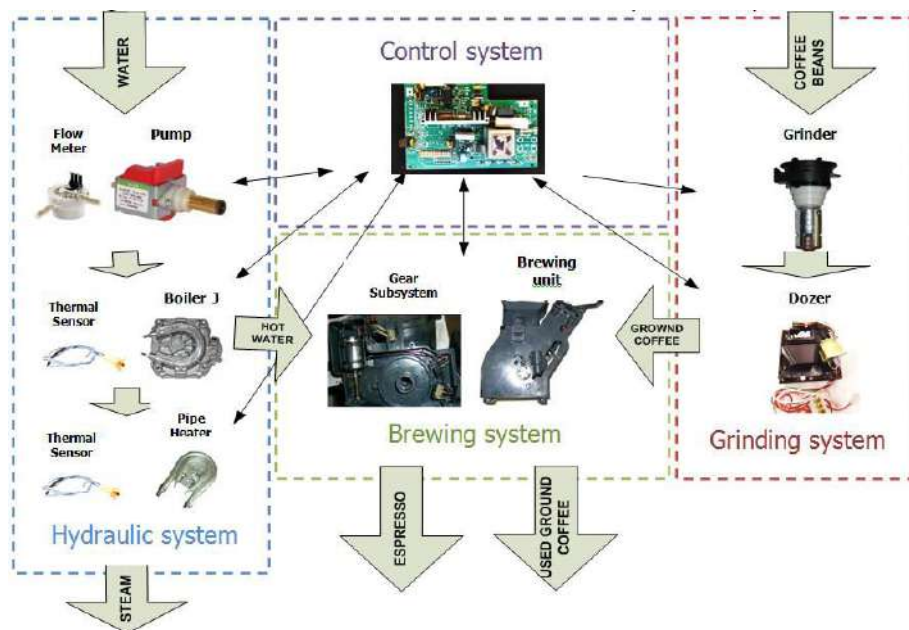 WATER
Control system
COFFEE
BEANS
Flow
Meter
Pump
Grinder
Thermal
Sensor
Boiler J
HOT
WATER
Gear
Subsystem
Brewing
unit
GROWND
COFFEE
Dozer
Thermal
Sensor
Pipe
Heater
Brewing system
Grinding system
Hydraulic system
ESPRESSO
USED GROUND
COFFEE
STEAM